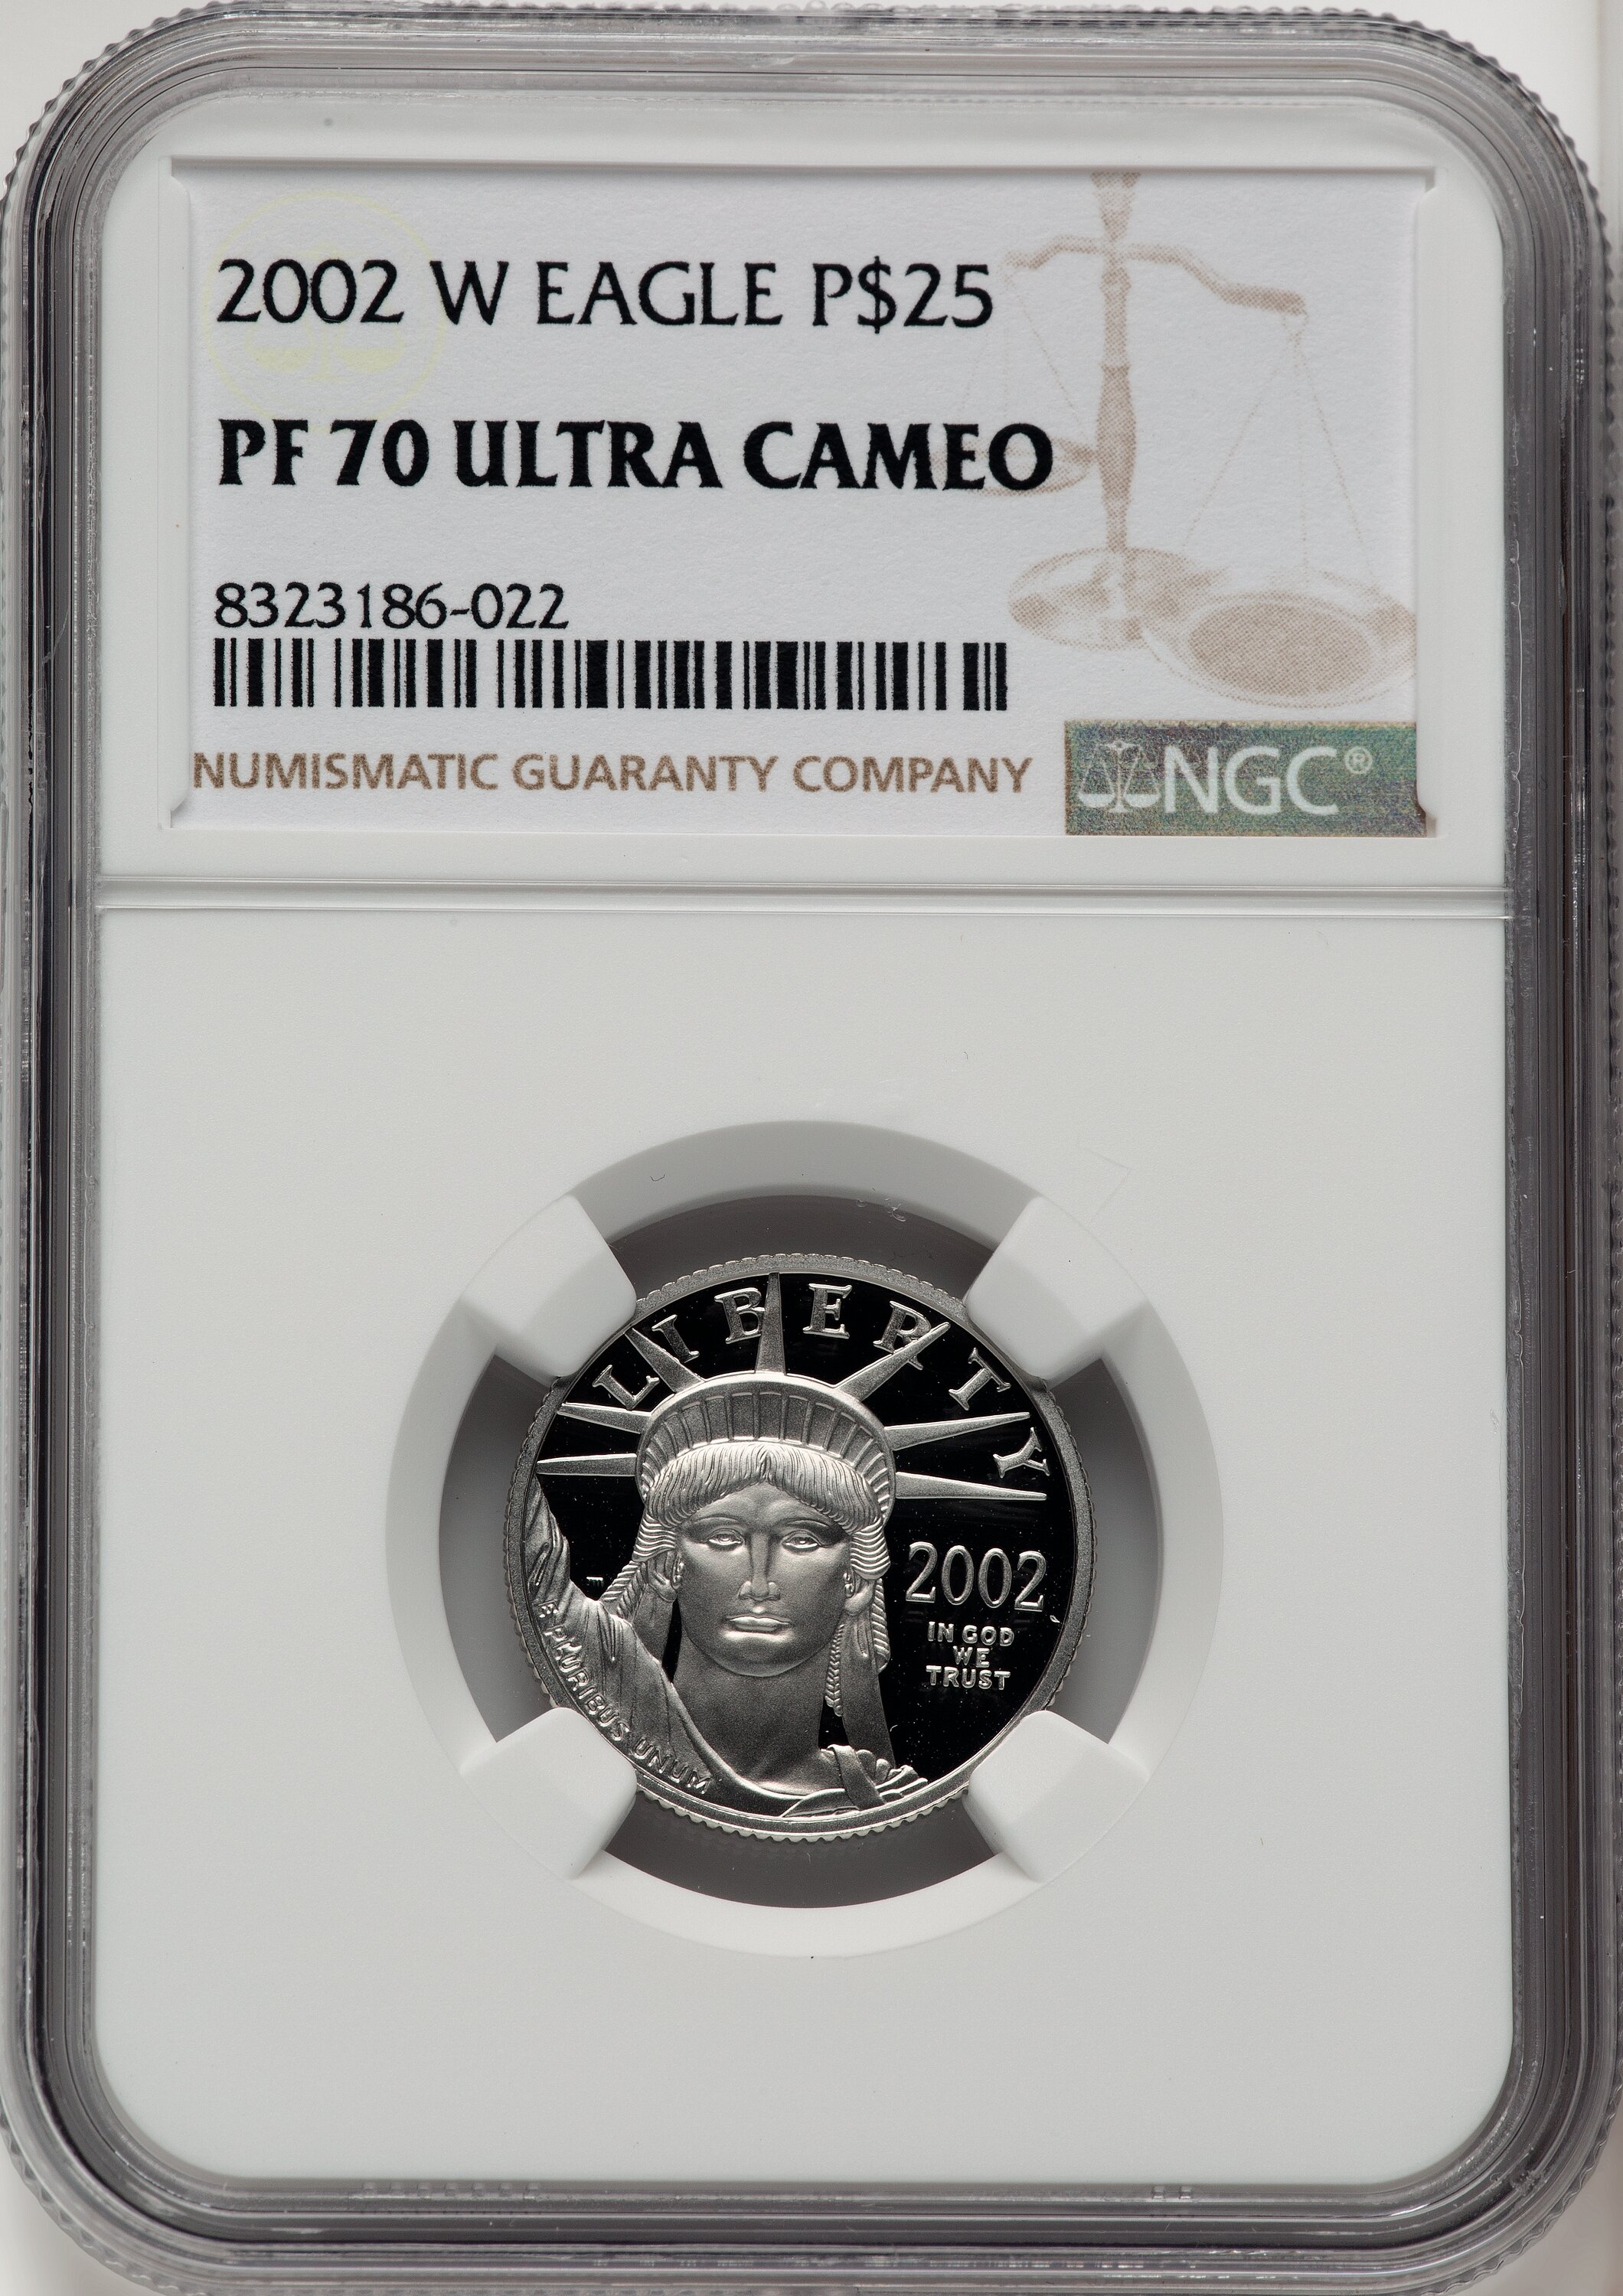 2002 W EAGLE P$25
PF 70 ULTRA CAMEO
8323186-022
NUMISMATIC GUARANTY COMPANY
NGC®
LIBERTY
2002
IN GOD
WE
TRUST
E PLURIBUS UNUM